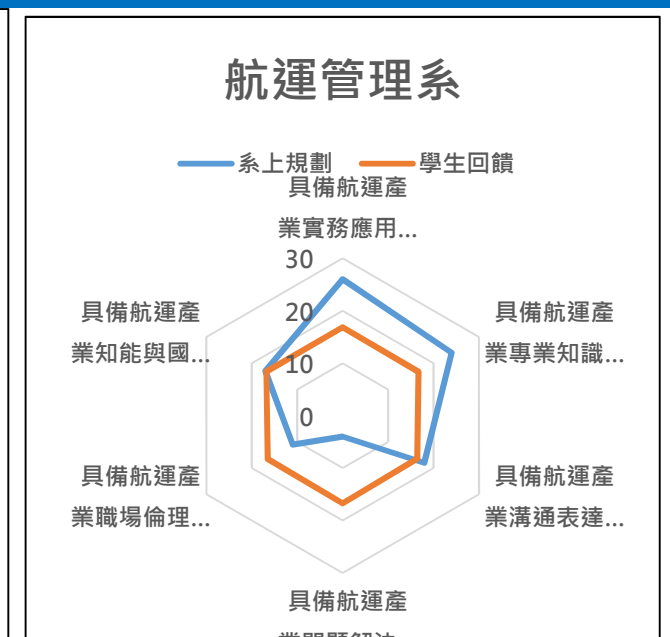 航運管理系
系上規劃 學生回饋
具備航運產
業實務應用...
30
20
10
0
具備航運產
業專業知識...
具備航運產
業溝通表達...
具備航運產
具備航運產
業職場倫理...
具備航運產
業知能與國...